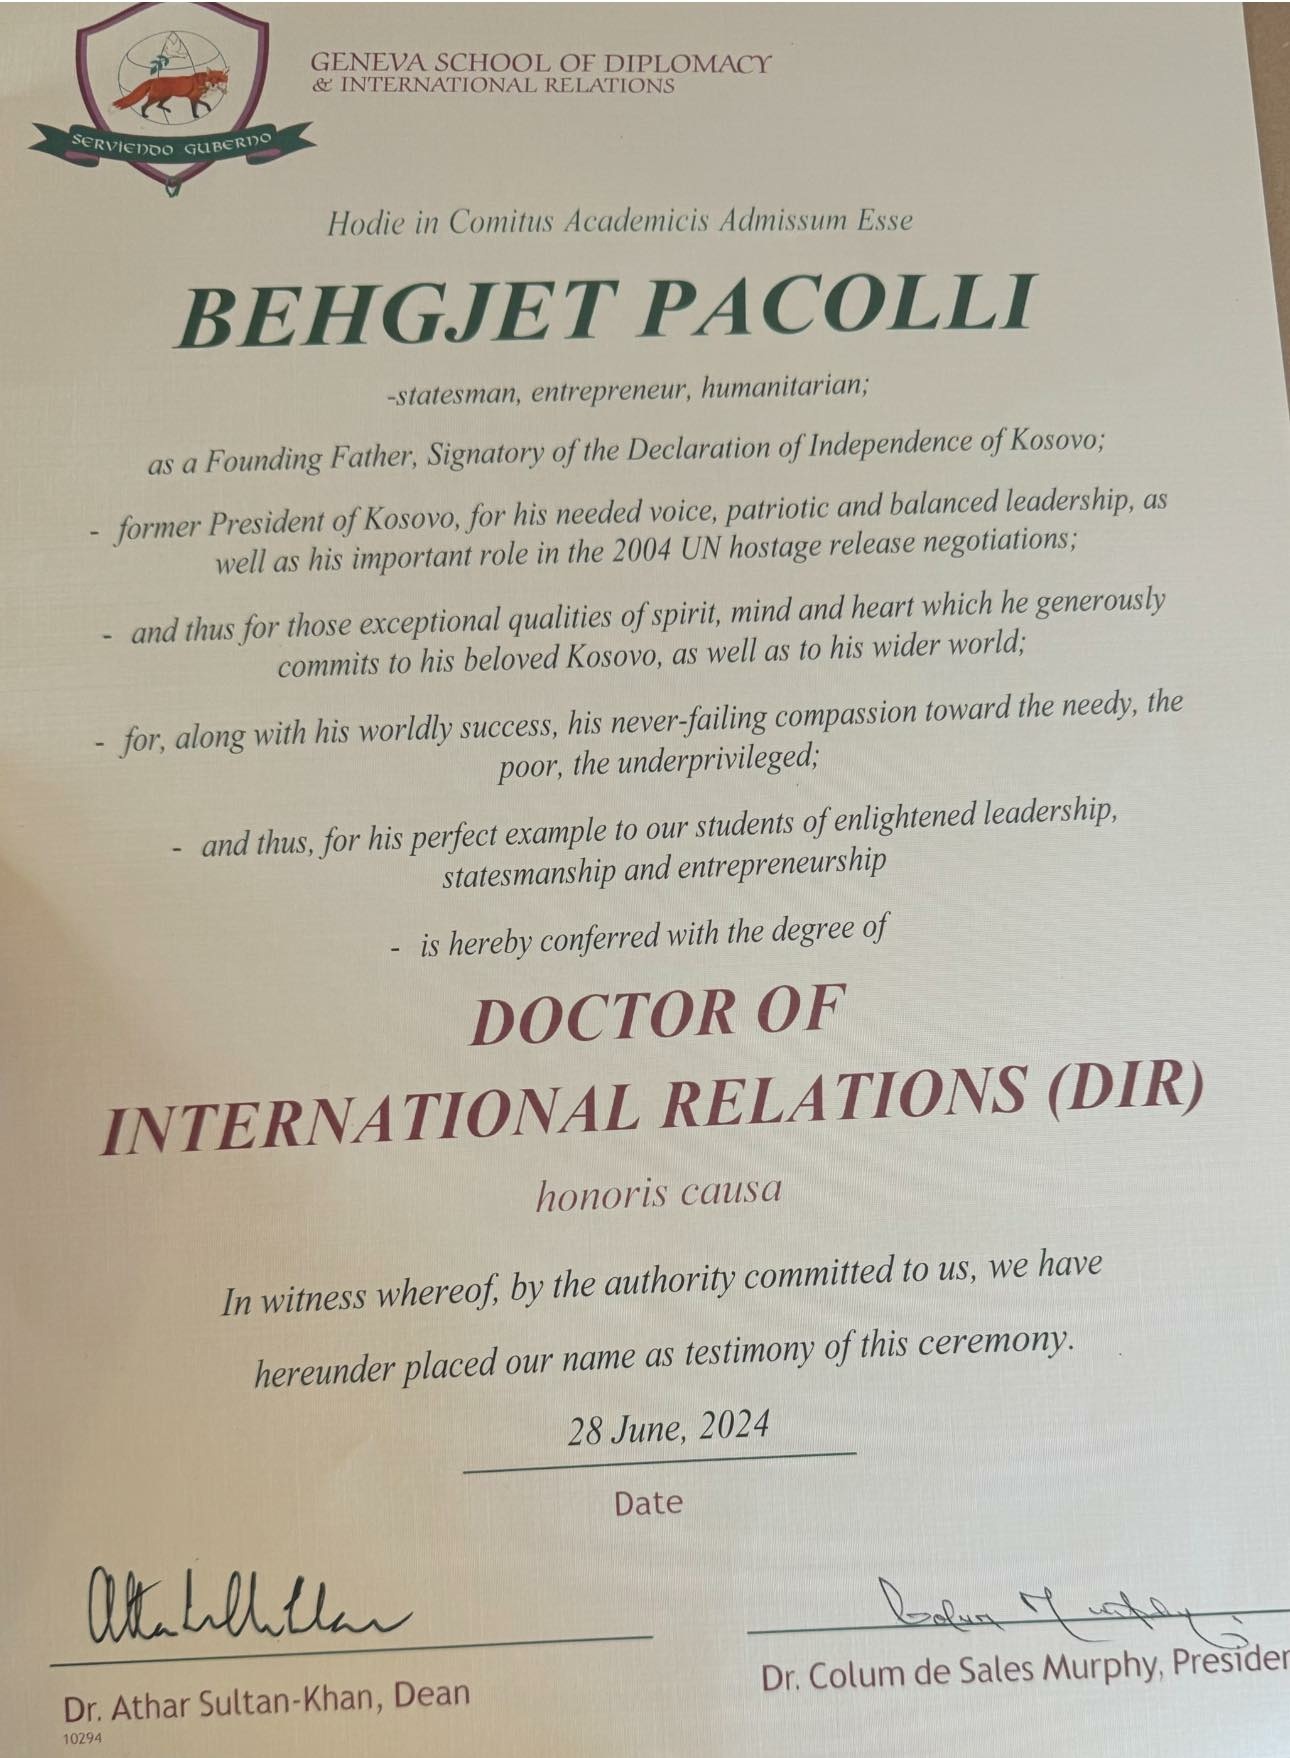 GENEVA SCHOOL OF DIPLOMACY
& INTERNATIONAL RELATIONS
SERVIENDO GUBERNO
Hodie in Comitus Academicis Admissum Esse
BEHGJET PACOLLI
-statesman, entrepreneur, humanitarian;
as a Founding Father, Signatory of the Declaration of Independence of Kosovo;
- former President of Kosovo, for his needed voice, patriotic and balanced leadership, as
well as his important role in the 2004 UN hostage release negotiations;
- and thus for those exceptional qualities of spirit, mind and heart which he generously
commits to his beloved Kosovo, as well as to his wider world;
- for, along with his worldly success, his never-failing compassion toward the needy, the
poor, the underprivileged;
- and thus, for his perfect example to our students of enlightened leadership,
statesmanship and entrepreneurship
- is hereby conferred with the degree of
DOCTOR OF
INTERNATIONAL RELATIONS (DIR)
honoris causa
In witness whereof, by the authority committed to us, we have
hereunder placed our name as testimony of this ceremony.
28 June, 2024
Date
Colum Murphy
Dr. Athar Sultan-Khan, Dean
Dr. Colum de Sales Murphy, Presiden
10294